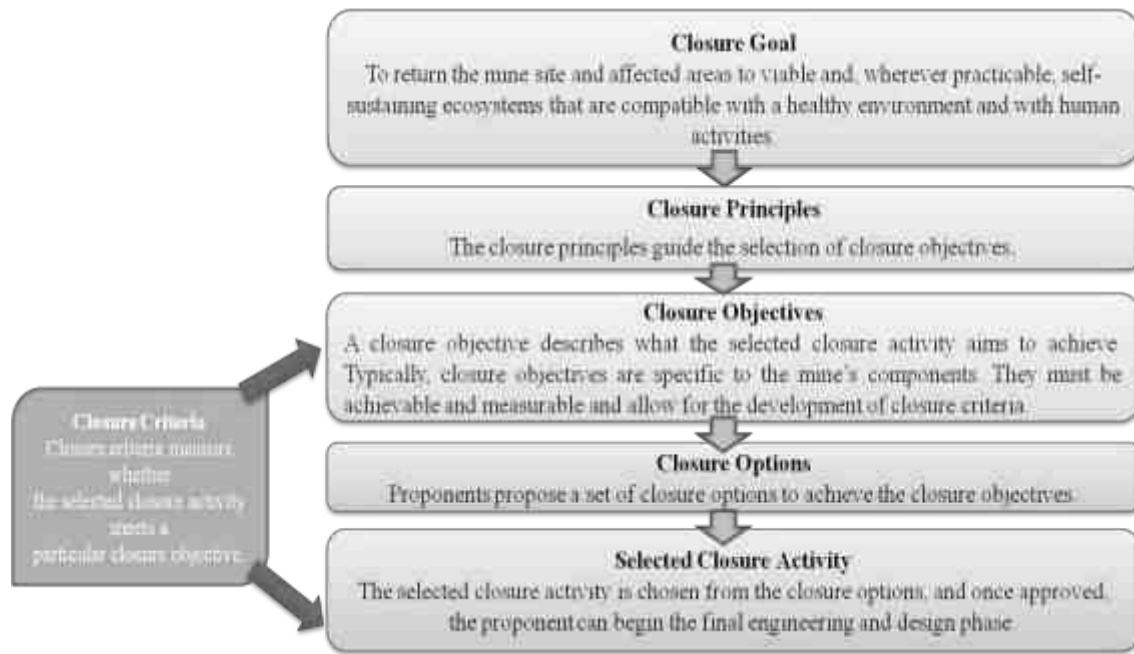 Closure Goal
To return the mine site and affected areas to viable and, wherever practicable, self-
sustaining ecosystems that are compatible with a healthy environment and with human
activities.
Closure Principles
The closure principles guide the selection of closure objectives.
Closure Objectives
A closure objective describes what the selected closure activity aims to achieve
Typically, closure objectives are specific to the mine's components. They must be
achievable and measurable and allow for the development of closure criteria
Closure Options
Proponents propose a set of closure options to achieve the closure objectives
Selected Closure Activity
The selected closure activity is chosen from the closure options, and once approved,
the proponent can begin the final engineering and design phase
Closure Criteria
Closure criteria measure
whether
the selected closure activity
meets a
particular closure objective.